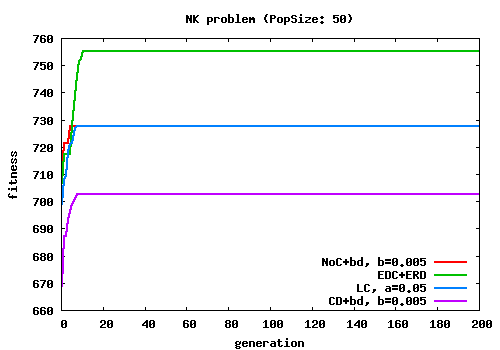 NK problem (PopSize: 50)
760
750
740
730
720
710
700
690
680
670
660
fitness
NoC+bd, b=0.005
EDC+ERD
LC, a=0.05
CD+bd, b=0.005
0 20 40 60 80 100 120 140 160 180 200
generation